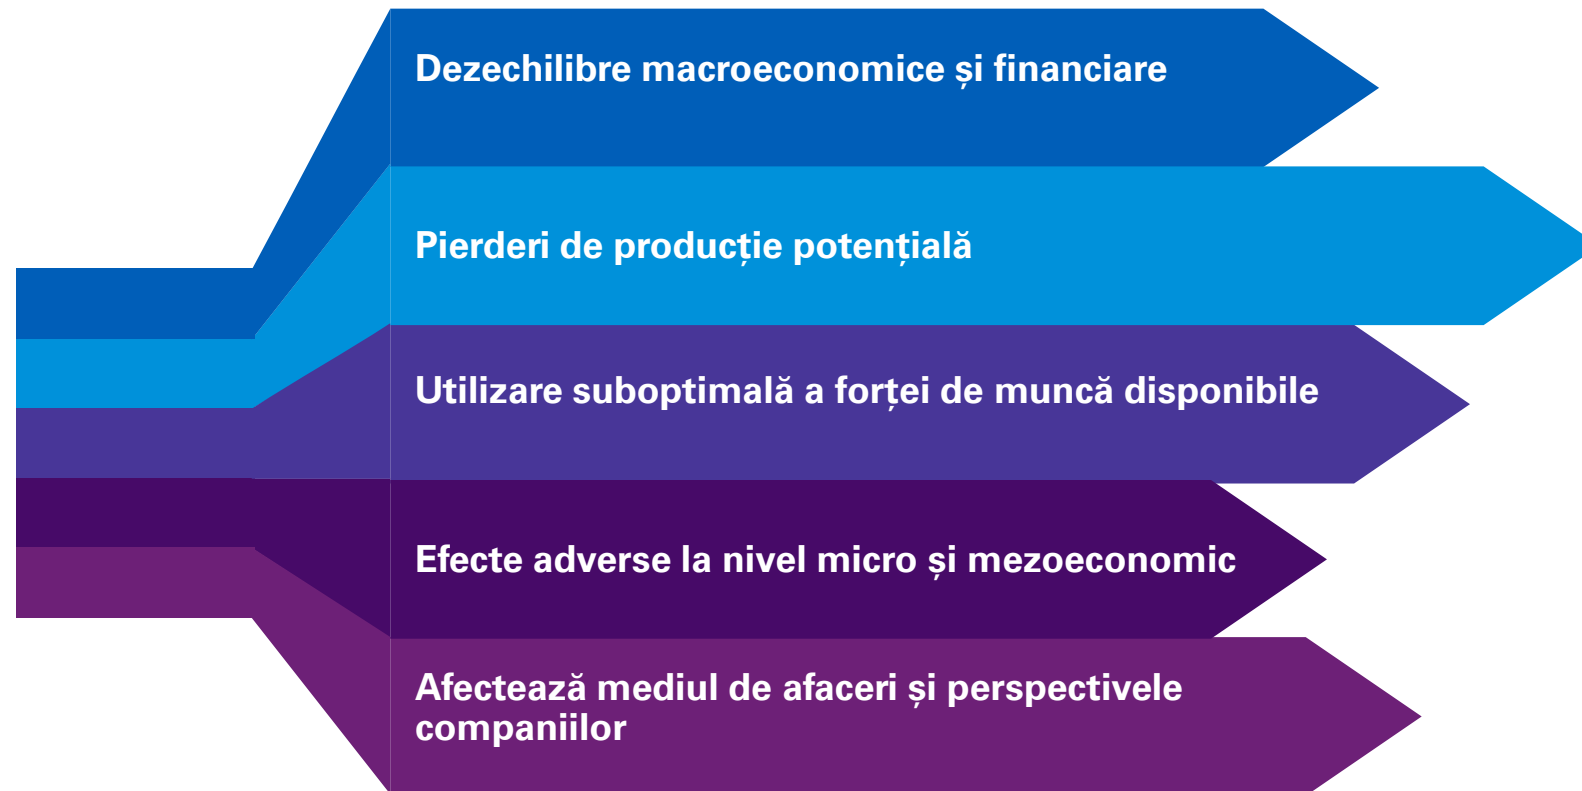 Dezechilibre macroeconomice și financiare
Pierderi de producție potențială
Utilizare suboptimală a forței de muncă disponibile
Efecte adverse la nivel micro și mezoeconomic
Afectează mediul de afaceri și perspectivele
companiilor